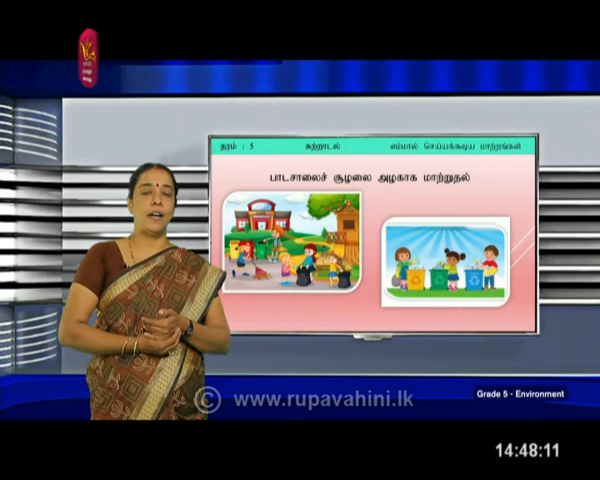 தரம் : 5 சுற்றாடல் எம்மால் செய்யக்கூடிய மாற்றங்கள்
பாடசாலைச் சூழலை அழகாக மாற்றுதல்
Grade 5 - Environment
© www.rupavahini.lk
14:48:11